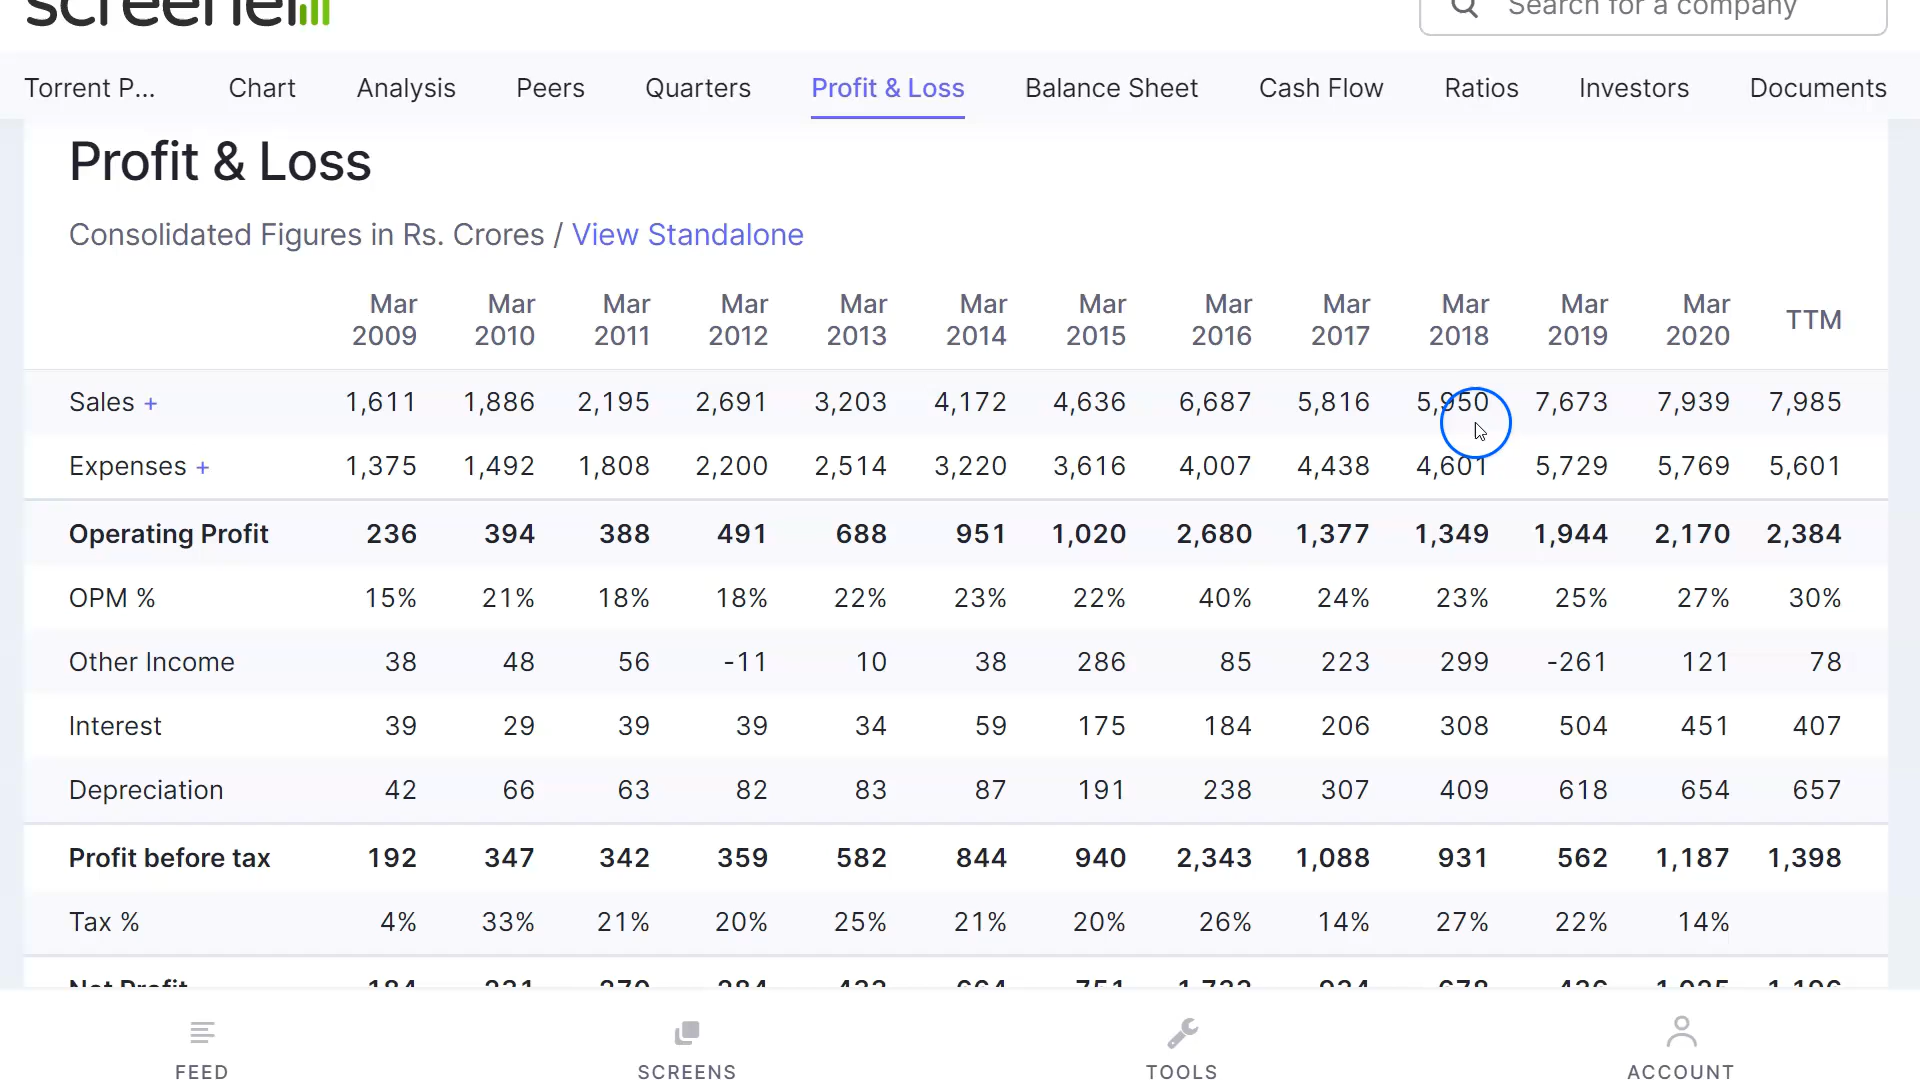 screener
Search for a company
Torrent P... Chart Analysis Peers Quarters Profit & Loss Balance Sheet Cash Flow Ratios Investors Documents
Profit & Loss
Consolidated Figures in Rs. Crores / View Standalone
Mar 2009 Mar 2010 Mar 2011 Mar 2012 Mar 2013 Mar 2014 Mar 2015 Mar 2016 Mar 2017 Mar 2018 Mar 2019 Mar 2020 TTM
Sales + 1,611 1,886 2,195 2,691 3,203 4,172 4,636 6,687 5,816 5,950 7,673 7,939 7,985
Expenses + 1,375 1,492 1,808 2,200 2,514 3,220 3,616 4,007 4,438 4,601 5,729 5,769 5,601
Operating Profit 236 394 388 491 688 951 1,020 2,680 1,377 1,349 1,944 2,170 2,384
OPM % 15% 21% 18% 18% 22% 23% 22% 40% 24% 23% 25% 27% 30%
Other Income 38 48 56 -11 10 38 286 85 223 299 -261 121 78
Interest 39 29 39 39 34 59 175 184 206 308 504 451 407
Depreciation 42 66 63 82 83 87 191 238 307 409 618 654 657
Profit before tax 192 347 342 359 582 844 940 2,343 1,088 931 562 1,187 1,398
Tax % 4% 33% 21% 20% 25% 21% 20% 26% 14% 27% 22% 14%
Net Profit
FEED SCREENS TOOLS ACCOUNT